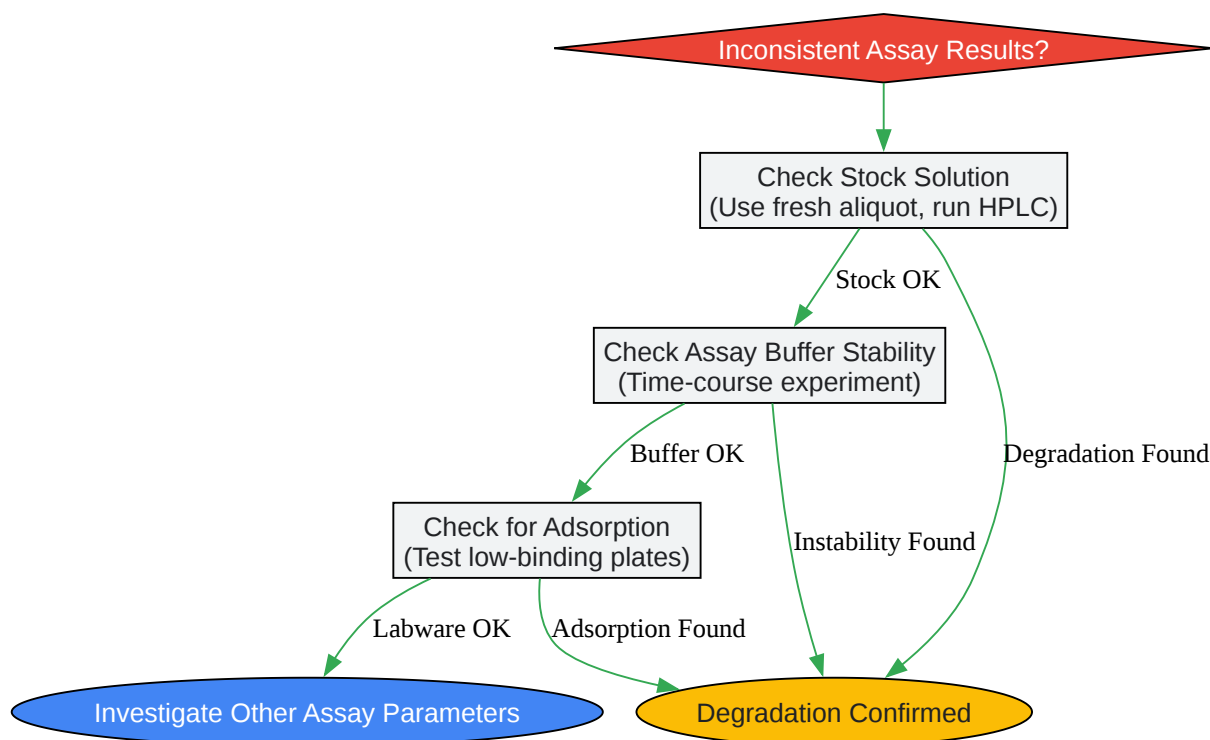 Inconsistent Assay Results?
Check Stock Solution
(Use fresh aliquot, run HPLC)
Stock OK
Check Assay Buffer Stability
(Time-course experiment)
Buffer OK
Degradation Found
Check for Adsorption
(Test low-binding plates)
Instability Found
Labware OK
Adsorption Found
Investigate Other Assay Parameters
Degradation Confirmed